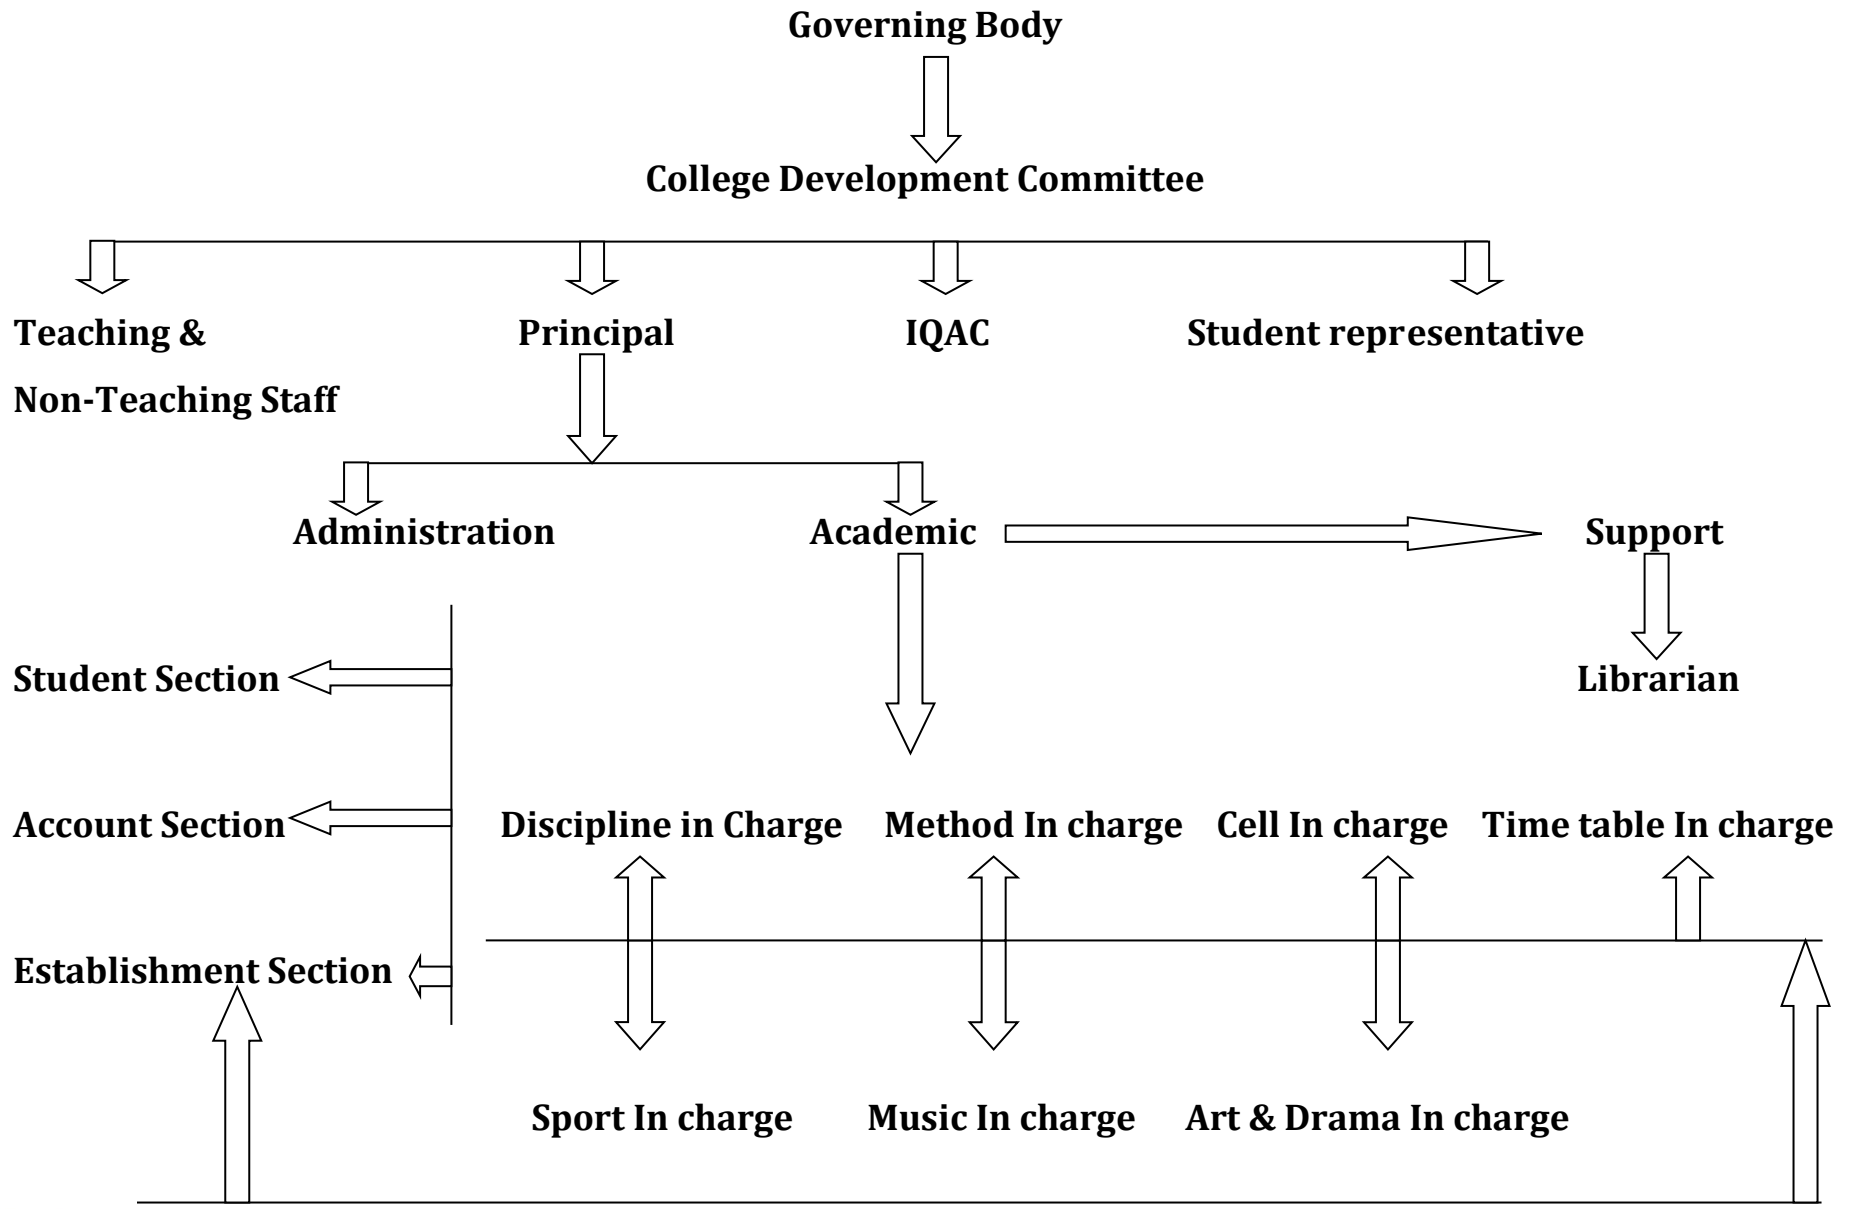 Governing Body
College Development Committee
Teaching & Principal IQAC Student representative
Non-Teaching Staff
Administration Academic Support
Student Section Librarian
Account Section Discipline in Charge Method In charge Cell In charge Time table In charge
Establishment Section
Sport In charge Music In charge Art & Drama In charge